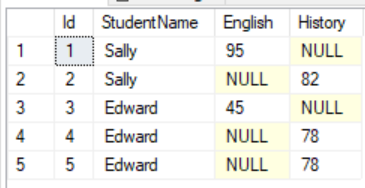 Id StudentName English History
1 1 Sally 95 NULL
2 2 Sally NULL 82
3 3 Edward 45 NULL
4 4 Edward NULL 78
5 5 Edward NULL 78